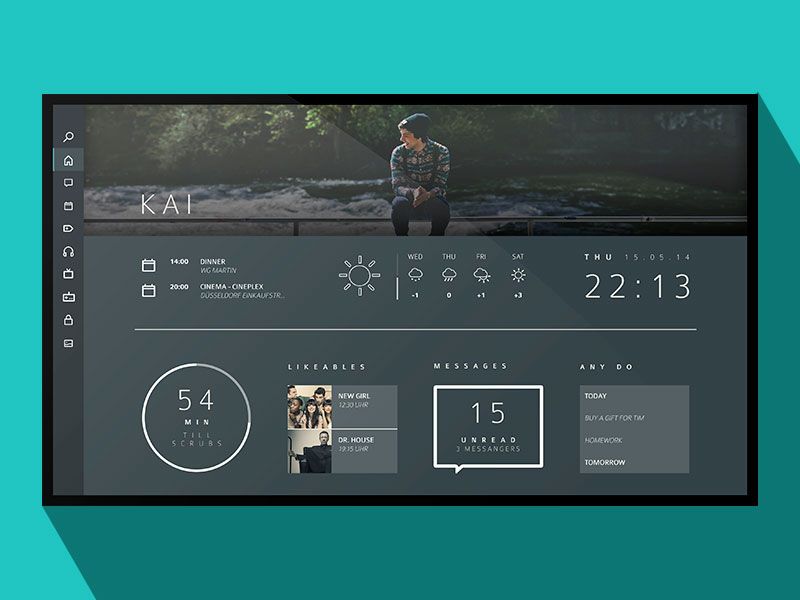 KAI
14:00 DINNER
WG MARTIN
20:00 CINEMA - CINEPLEX
DÜSSELDORF EINKAUFSTR...
WED THU FRI SAT
-1 0 +1 +3
THU 15.05.14
22:13
54
MIN
TILL
SCRUBS
LIKEABLES
NEW GIRL
12:30 UHR
DR. HOUSE
19:15 UHR
MESSAGES
15
UNREAD
3 MESSANGERS
ANY DO
TODAY
BUY A GIFT FOR TIM
HOMEWORK
TOMORROW